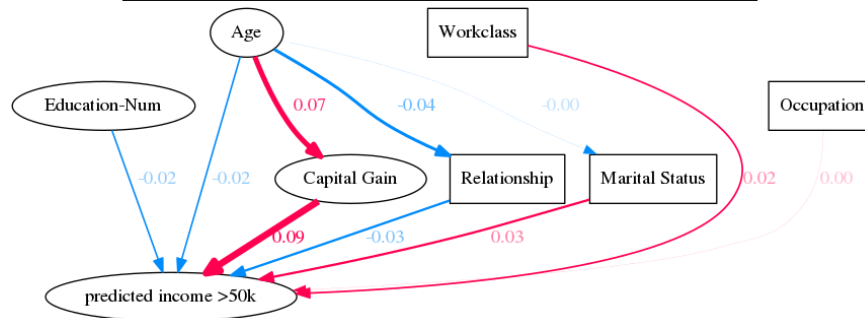 Age
Workclass
Education-Num
0.07
-0.04
-0.00
Occupation
-0.02
-0.02
Capital Gain
Relationship
Marital Status
0.02
0.00
0.09
-0.03
0.03
predicted income >50k